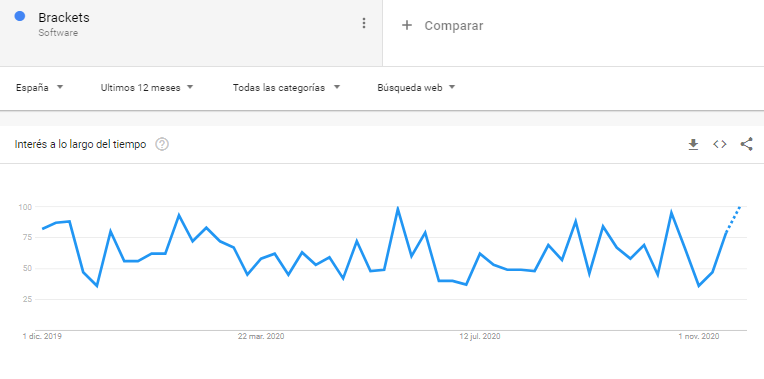 Brackets
Software
Comparar
España
Ultimos 12 meses
Todas las categorías
Búsqueda web
Interés a lo largo del tiempo
100
75
50
25
1 dic. 2019
22 mar. 2020
12 jul. 2020
1 nov. 2020